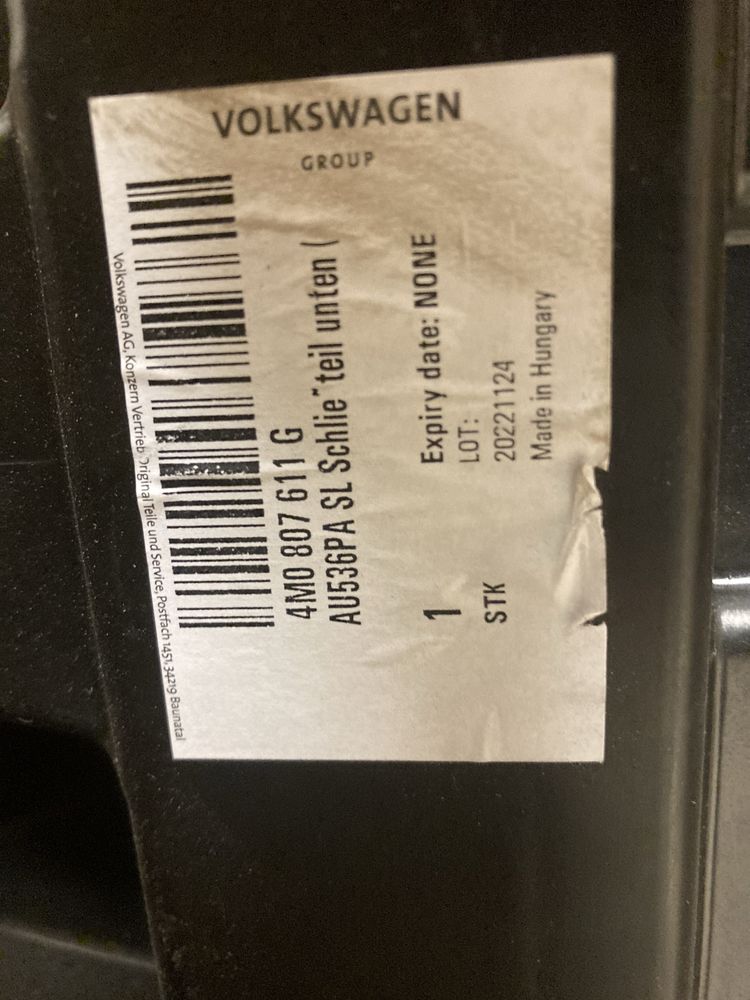 VOLKSWAGEN
GROUP
Volkswagen AG, Konzern Vertrieb Original Teile und Service, Postfach 1451, 34219 Baunatal
4M0 807 611 G
AU536PA SL Schlie˝teil unten (
1
Expiry date: NONE
STK
LOT:
20221124
Made in Hungary